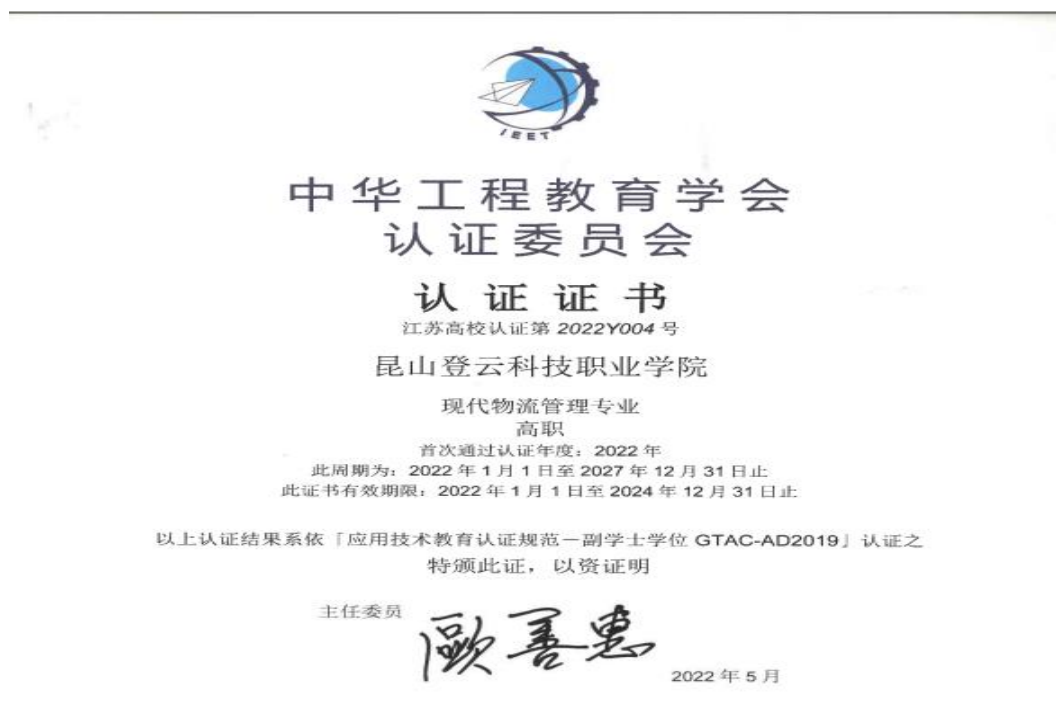 IEET
中华工程教育学会
认证委员会
认证证书
江苏高校认证第 2022Y004 号
昆山登云科技职业学院
现代物流管理专业
高职
首次通过认证年度：2022 年
此周期为：2022 年 1 月 1 日至 2027 年 12 月 31 日止
此证书有效期限：2022 年 1 月 1 日至 2024 年 12 月 31 日止
以上认证结果系依「应用技术教育认证规范－副学士学位 GTAC-AD2019」认证之
特颁此证，以资证明
主任委员
歐善惠
2022 年 5 月